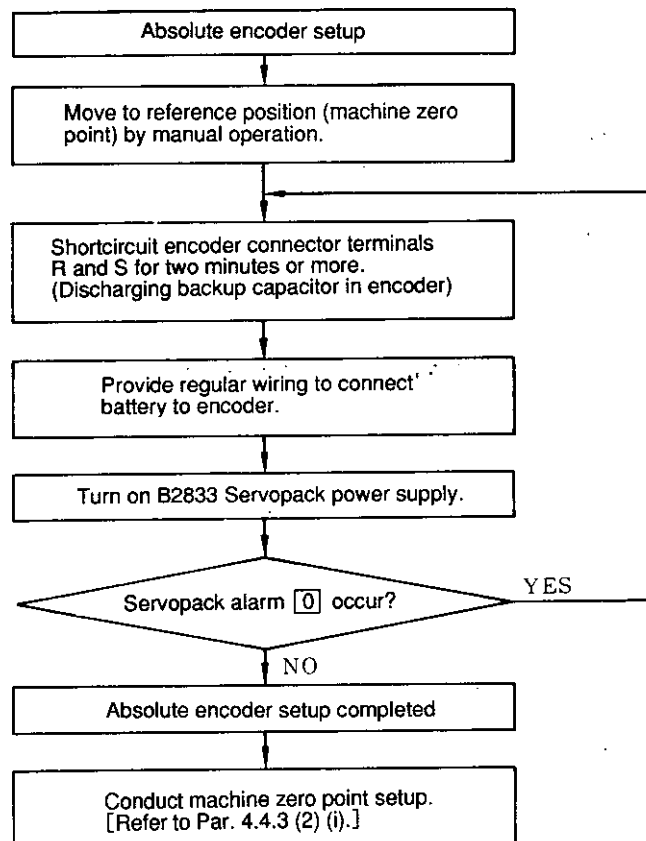 Absolute encoder setup
Move to reference position (machine zero
point) by manual operation.
Shortcircuit encoder connector terminals
R and S for two minutes or more.
(Discharging backup capacitor in encoder)
Provide regular wiring to connect
battery to encoder.
Turn on B2833 Servopack power supply.
Servopack alarm 0 occur?
YES
NO
Absolute encoder setup completed
Conduct machine zero point setup.
[Refer to Par. 4.4.3 (2) (i).]